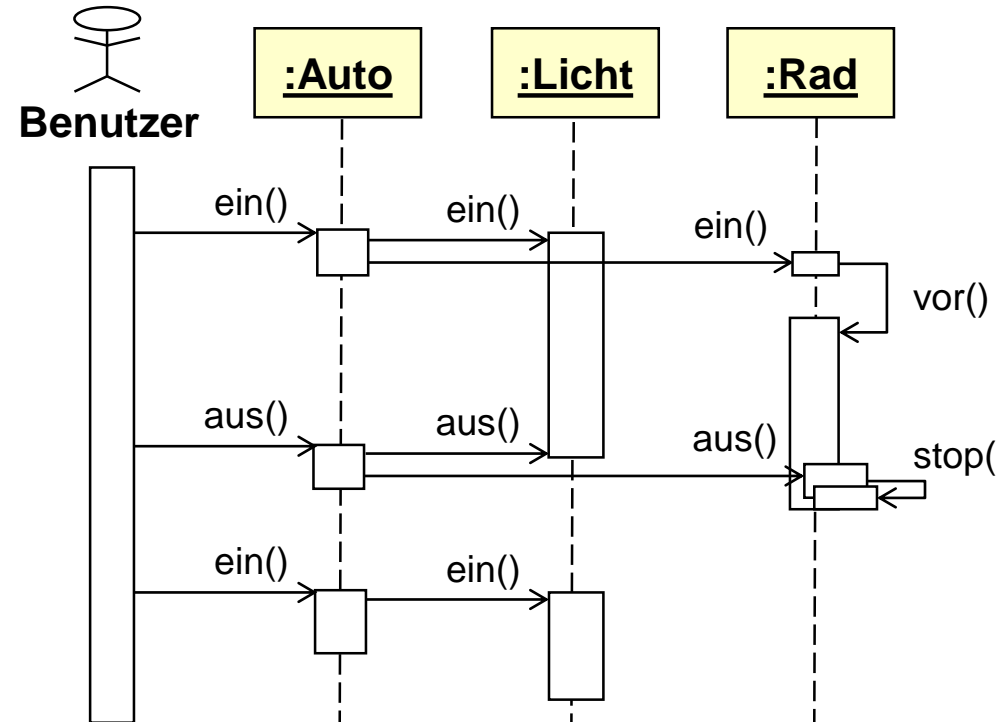 :Auto
:Licht
:Rad
Benutzer
ein()
ein()
ein()
vor()
aus()
aus()
aus()
stop(
ein()
ein()